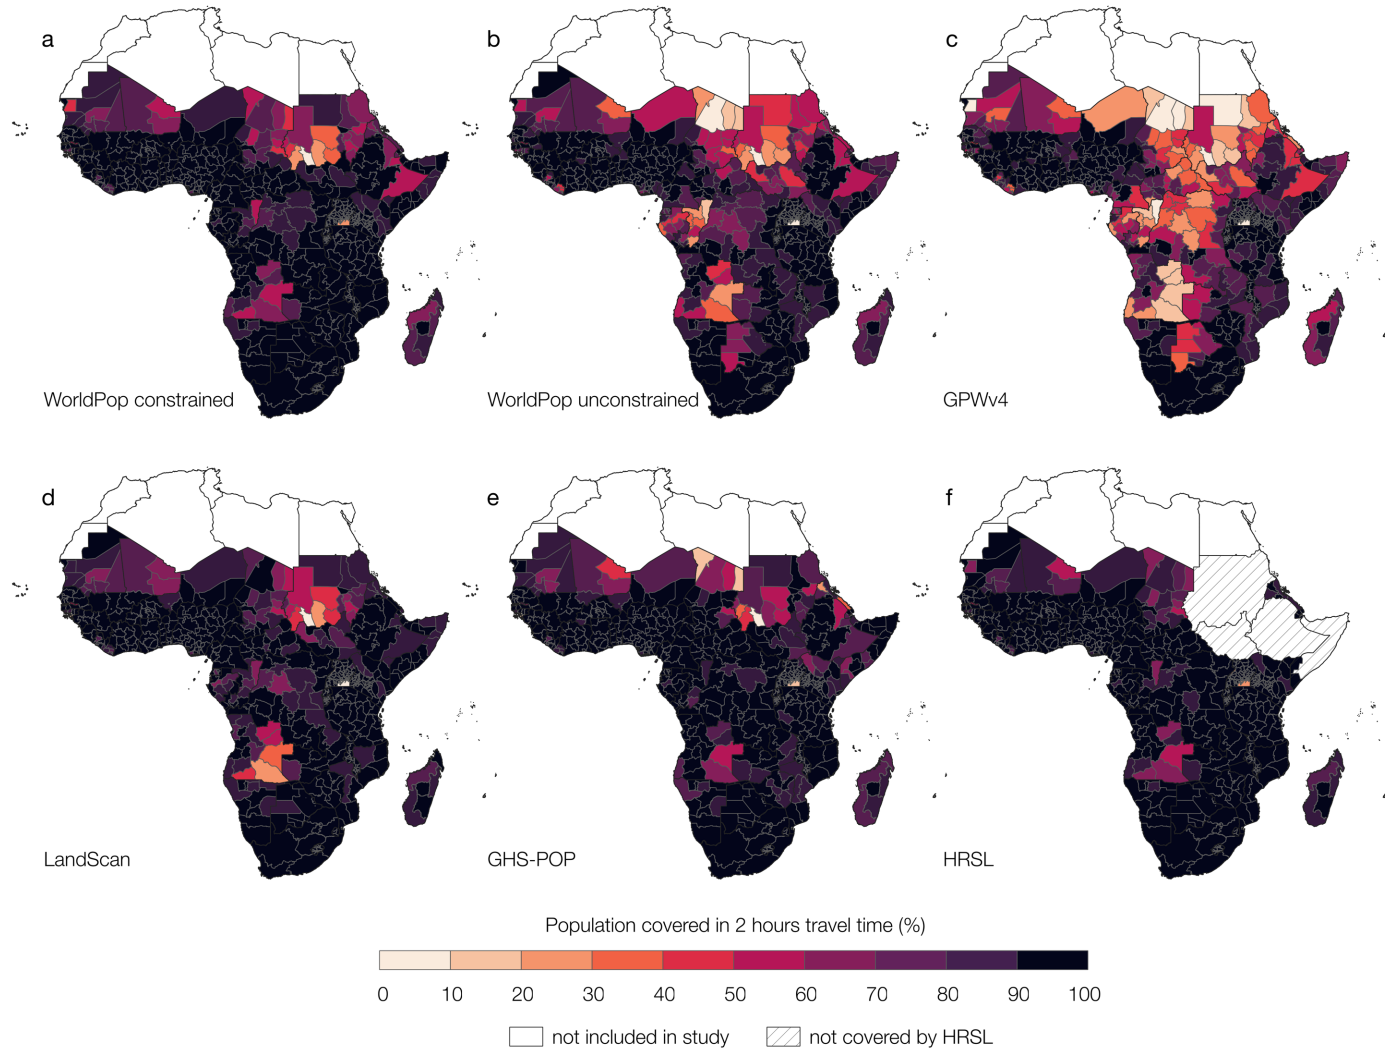 a
b
c
WorldPop constrained
WorldPop unconstrained
GPWv4
d
e
f
LandScan
GHS-POP
HRSL
Population covered in 2 hours travel time (%)
0 10 20 30 40 50 60 70 80 90 100
not included in study
not covered by HRSL